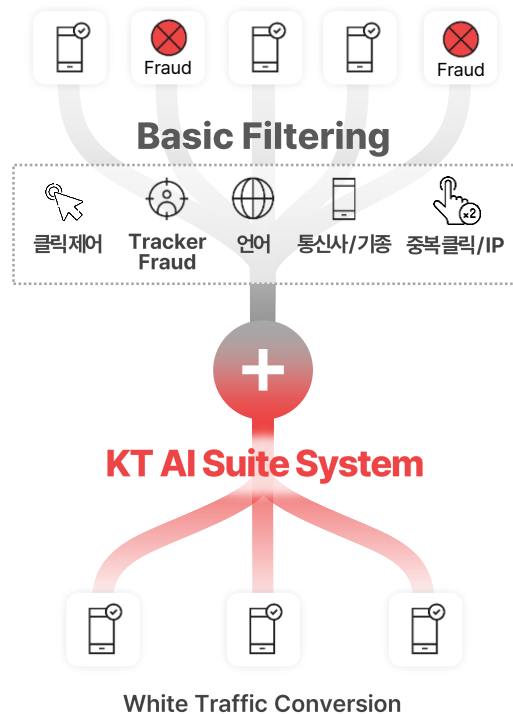 Fraud
Fraud
Basic Filtering
클릭제어
Tracker
Fraud
언어
통신사/기종
x2
중복클릭/IP
KT AI Suite System
White Traffic Conversion